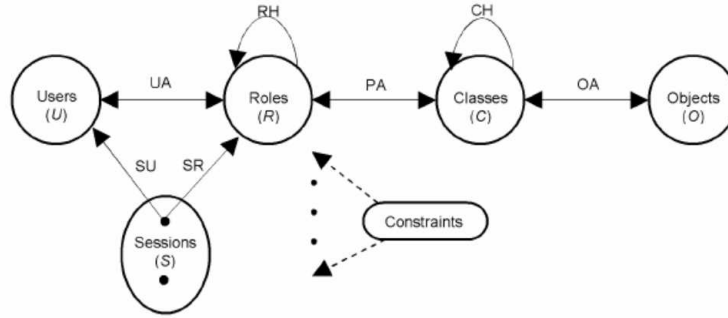 RH
CH
Users
(U)
UA
Roles
(R)
PA
Classes
(C)
OA
Objects
(O)
SU
SR
Sessions
(S)
Constraints